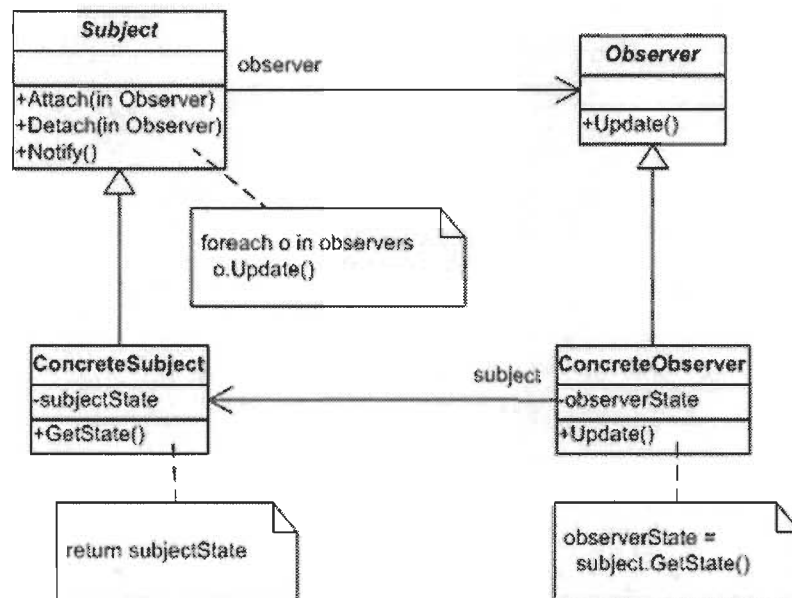 Subject
+Attach(in Observer)
+Detach(in Observer)
+Notify()
observer
Observer
+Update()
foreach o in observers
o.Update()
ConcreteSubject
-subjectState
+GetState()
subject
ConcreteObserver
-observerState
+Update()
return subjectState
observerState =
subject.GetState()